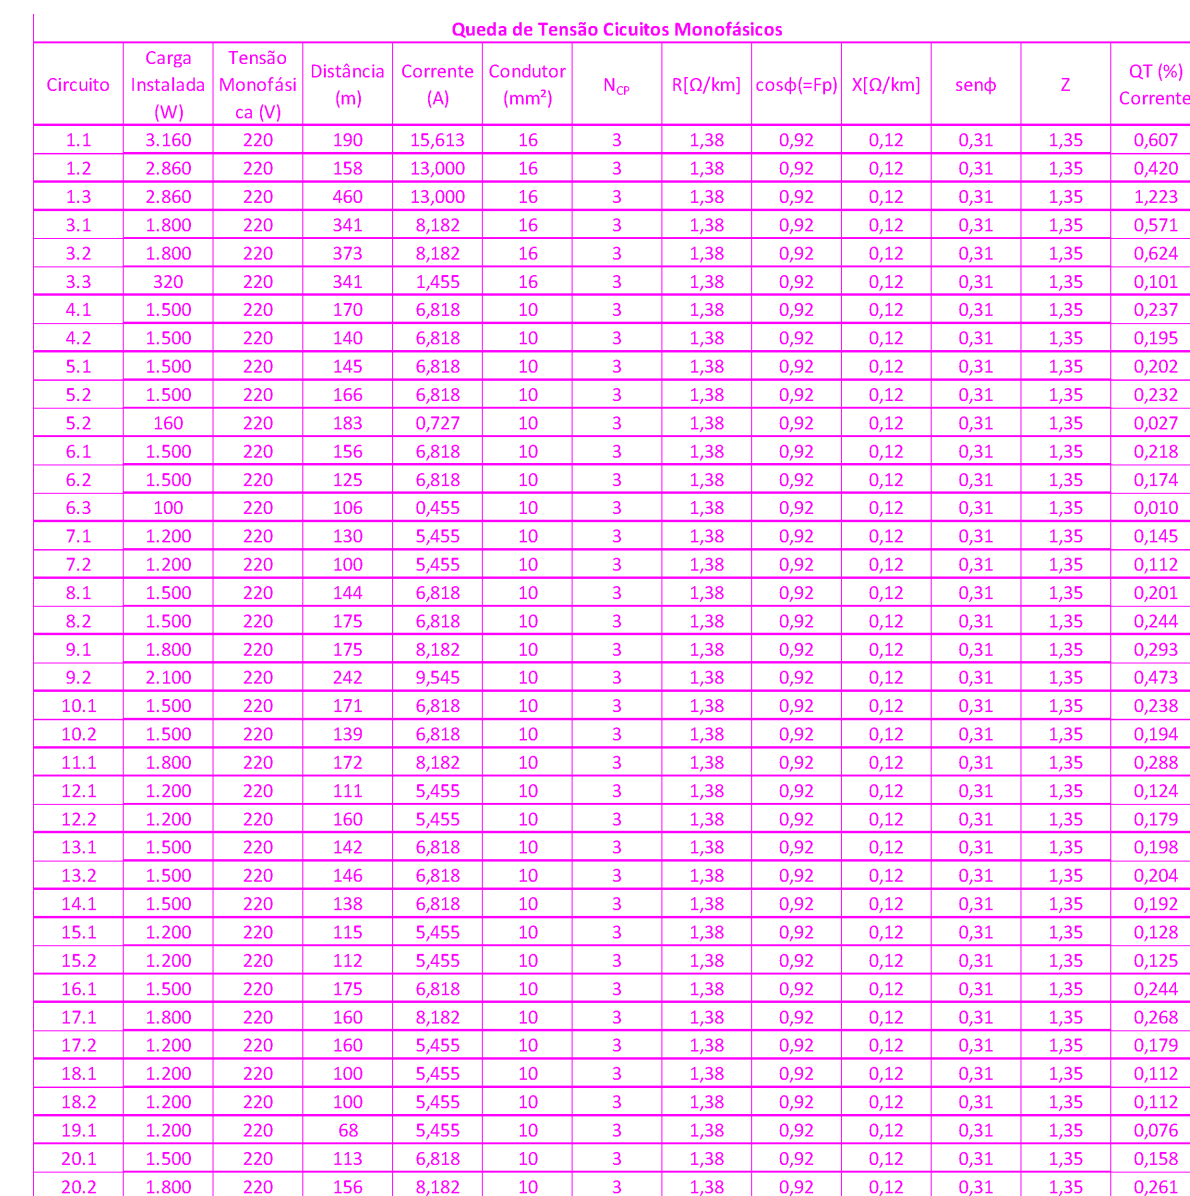 Queda de Tensão Cicuitos Monofásicos
Circuito Carga Instalada (W) Tensão Monofási ca (V) Distância (m) Corrente (A) Condutor (mm²) NCP R[Ω/km] cosφ(=Fp) X[Ω/km] senφ Z QT (%) Corrente
1.1 3.160 220 190 15,613 16 3 1,38 0,92 0,12 0,31 1,35 0,607
1.2 2.860 220 158 13,000 16 3 1,38 0,92 0,12 0,31 1,35 0,420
1.3 2.860 220 460 13,000 16 3 1,38 0,92 0,12 0,31 1,35 1,223
3.1 1.800 220 341 8,182 16 3 1,38 0,92 0,12 0,31 1,35 0,571
3.2 1.800 220 373 8,182 16 3 1,38 0,92 0,12 0,31 1,35 0,624
3.3 320 220 341 1,455 16 3 1,38 0,92 0,12 0,31 1,35 0,101
4.1 1.500 220 170 6,818 10 3 1,38 0,92 0,12 0,31 1,35 0,237
4.2 1.500 220 140 6,818 10 3 1,38 0,92 0,12 0,31 1,35 0,195
5.1 1.500 220 145 6,818 10 3 1,38 0,92 0,12 0,31 1,35 0,202
5.2 1.500 220 166 6,818 10 3 1,38 0,92 0,12 0,31 1,35 0,232
5.2 160 220 183 0,727 10 3 1,38 0,92 0,12 0,31 1,35 0,027
6.1 1.500 220 156 6,818 10 3 1,38 0,92 0,12 0,31 1,35 0,218
6.2 1.500 220 125 6,818 10 3 1,38 0,92 0,12 0,31 1,35 0,174
6.3 100 220 106 0,455 10 3 1,38 0,92 0,12 0,31 1,35 0,010
7.1 1.200 220 130 5,455 10 3 1,38 0,92 0,12 0,31 1,35 0,145
7.2 1.200 220 100 5,455 10 3 1,38 0,92 0,12 0,31 1,35 0,112
8.1 1.500 220 144 6,818 10 3 1,38 0,92 0,12 0,31 1,35 0,201
8.2 1.500 220 175 6,818 10 3 1,38 0,92 0,12 0,31 1,35 0,244
9.1 1.800 220 175 8,182 10 3 1,38 0,92 0,12 0,31 1,35 0,293
9.2 2.100 220 242 9,545 10 3 1,38 0,92 0,12 0,31 1,35 0,473
10.1 1.500 220 171 6,818 10 3 1,38 0,92 0,12 0,31 1,35 0,238
10.2 1.500 220 139 6,818 10 3 1,38 0,92 0,12 0,31 1,35 0,194
11.1 1.800 220 172 8,182 10 3 1,38 0,92 0,12 0,31 1,35 0,288
12.1 1.200 220 111 5,455 10 3 1,38 0,92 0,12 0,31 1,35 0,124
12.2 1.200 220 160 5,455 10 3 1,38 0,92 0,12 0,31 1,35 0,179
13.1 1.500 220 142 6,818 10 3 1,38 0,92 0,12 0,31 1,35 0,198
13.2 1.500 220 146 6,818 10 3 1,38 0,92 0,12 0,31 1,35 0,204
14.1 1.500 220 138 6,818 10 3 1,38 0,92 0,12 0,31 1,35 0,192
15.1 1.200 220 115 5,455 10 3 1,38 0,92 0,12 0,31 1,35 0,128
15.2 1.200 220 112 5,455 10 3 1,38 0,92 0,12 0,31 1,35 0,125
16.1 1.500 220 175 6,818 10 3 1,38 0,92 0,12 0,31 1,35 0,244
17.1 1.800 220 160 8,182 10 3 1,38 0,92 0,12 0,31 1,35 0,268
17.2 1.200 220 160 5,455 10 3 1,38 0,92 0,12 0,31 1,35 0,179
18.1 1.200 220 100 5,455 10 3 1,38 0,92 0,12 0,31 1,35 0,112
18.2 1.200 220 100 5,455 10 3 1,38 0,92 0,12 0,31 1,35 0,112
19.1 1.200 220 68 5,455 10 3 1,38 0,92 0,12 0,31 1,35 0,076
20.1 1.500 220 113 6,818 10 3 1,38 0,92 0,12 0,31 1,35 0,158
20.2 1.800 220 156 8,182 10 3 1,38 0,92 0,12 0,31 1,35 0,261